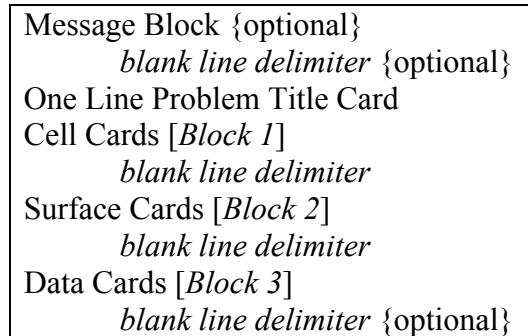 Message Block {optional}
blank line delimiter {optional}
One Line Problem Title Card
Cell Cards [Block 1]
blank line delimiter
Surface Cards [Block 2]
blank line delimiter
Data Cards [Block 3]
blank line delimiter {optional}